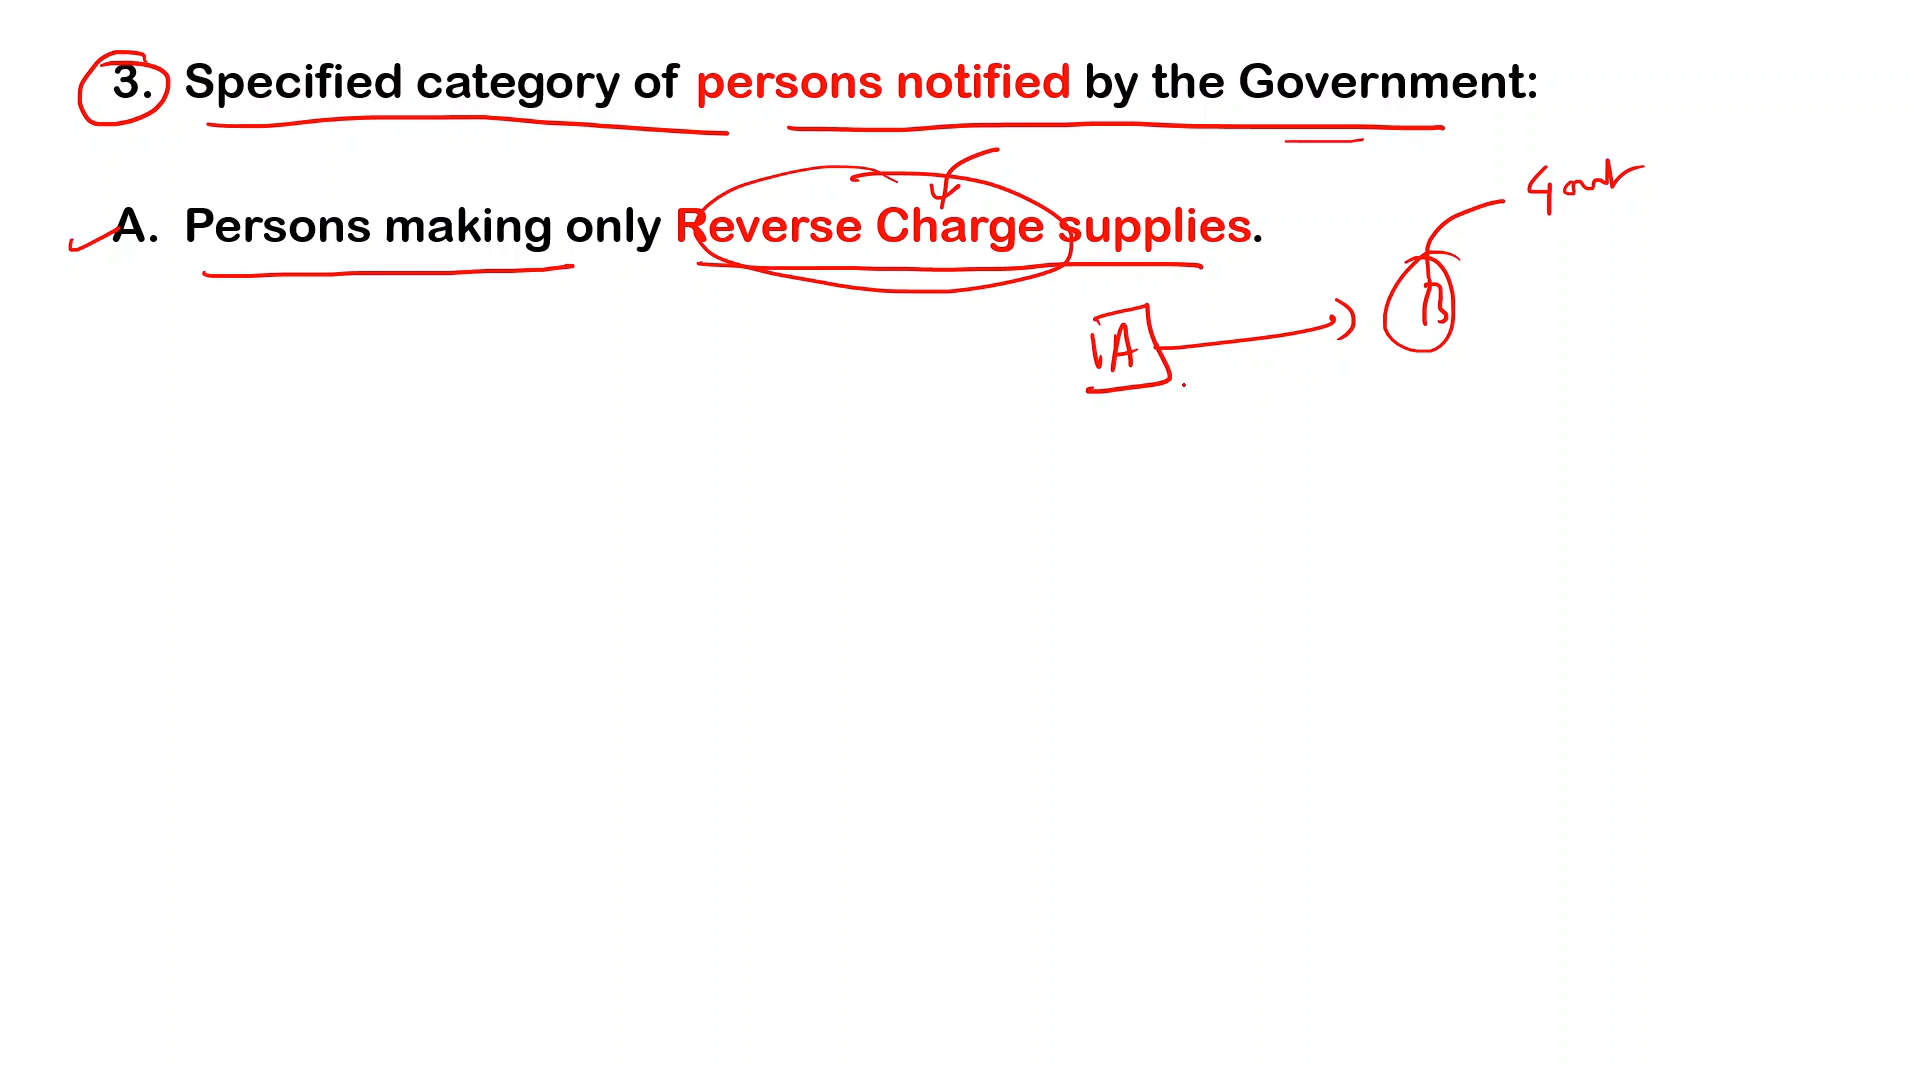 3. Specified category of persons notified by the Government:
A. Persons making only Reverse Charge supplies.
Govt
A
B